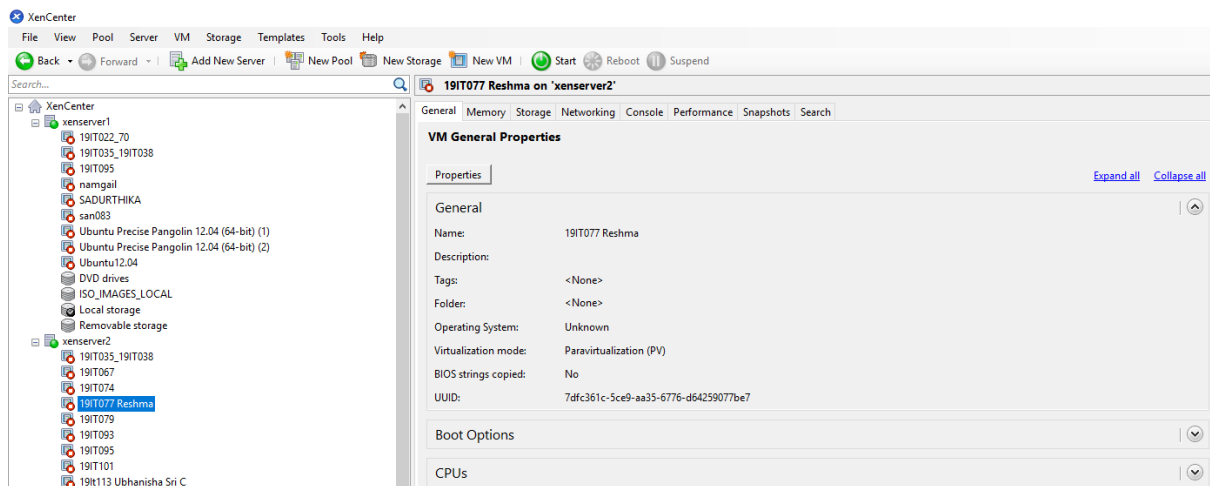 XenCenter
File View Pool Server VM Storage Templates Tools Help
Back Forward Add New Server New Pool New Storage New VM Start Reboot Suspend
Search...
XenCenter
xenserver1
19IT022_70
19IT035_19IT038
19IT095
namgail
SADURTHIKA
san083
Ubuntu Precise Pangolin 12.04 (64-bit) (1)
Ubuntu Precise Pangolin 12.04 (64-bit) (2)
Ubuntu12.04
DVD drives
ISO_IMAGES_LOCAL
Local storage
Removable storage
xenserver2
19IT035_19IT038
19IT067
19IT074
19IT077 Reshma
19IT079
19IT093
19IT095
19IT101
19It113 Ubhanisha Sri C
19IT077 Reshma on 'xenserver2'
General Memory Storage Networking Console Performance Snapshots Search
VM General Properties
Properties
Expand all Collapse all
General
Name: 19IT077 Reshma
Description:
Tags: <None>
Folder: <None>
Operating System: Unknown
Virtualization mode: Paravirtualization (PV)
BIOS strings copied: No
UUID: 7dfc361c-5ce9-aa35-6776-d64259077be7
Boot Options
CPUs